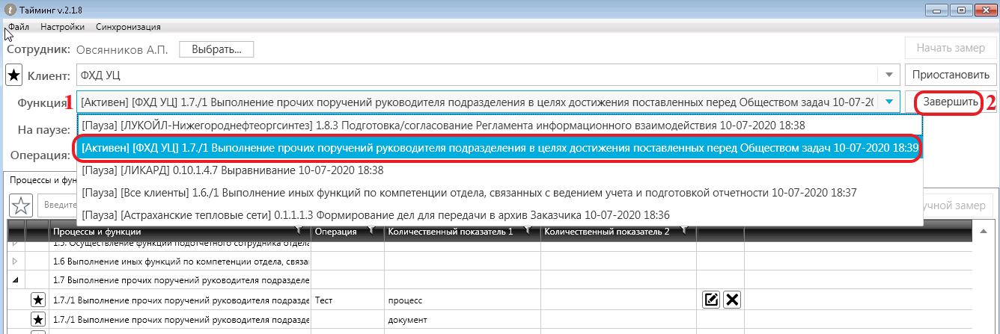 Тайминг v.2.1.8
Файл Настройки Синхронизация
Сотрудник: Овсянников А.П. Выбрать... Начать замер
Клиент: ФХД УЦ Приостановить
Функция 1 [Активен] [ФХД УЦ] 1.7./1 Выполнение прочих поручений руководителя подразделения в целях достижения поставленных перед Обществом задач 10-07-20 Завершить 2
На паузе: [Пауза] [ЛУКОЙЛ-Нижегороднефтеоргсинтез] 1.8.3 Подготовка/согласование Регламента информационного взаимодействия 10-07-2020 18:38
[Активен] [ФХД УЦ] 1.7./1 Выполнение прочих поручений руководителя подразделения в целях достижения поставленных перед Обществом задач 10-07-2020 18:39
Операция:
[Пауза] [ЛИКАРД] 0.10.1.4.7 Выравнивание 10-07-2020 18:38
Процессы и фун
[Пауза] [Все клиенты] 1.6./1 Выполнение иных функций по компетенции отдела, связанных с ведением учета и подготовкой отчетности 10-07-2020 18:37
Введите учной замер
[Пауза] [Астраханские тепловые сети] 0.1.1.1.3 Формирование дел для передачи в архив Заказчика 10-07-2020 18:36
Процессы и функции Операция Количественный показатель 1 Количественный показатель 2
1.5. Осуществление функций подотчетного сотрудника отдела
1.6 Выполнение иных функций по компетенции отдела, связа
1.7 Выполнение прочих поручений руководителя подразделе
1.7./1 Выполнение прочих поручений руководителя подразде Тест процесс
1.7./1 Выполнение прочих поручений руководителя подразде документ